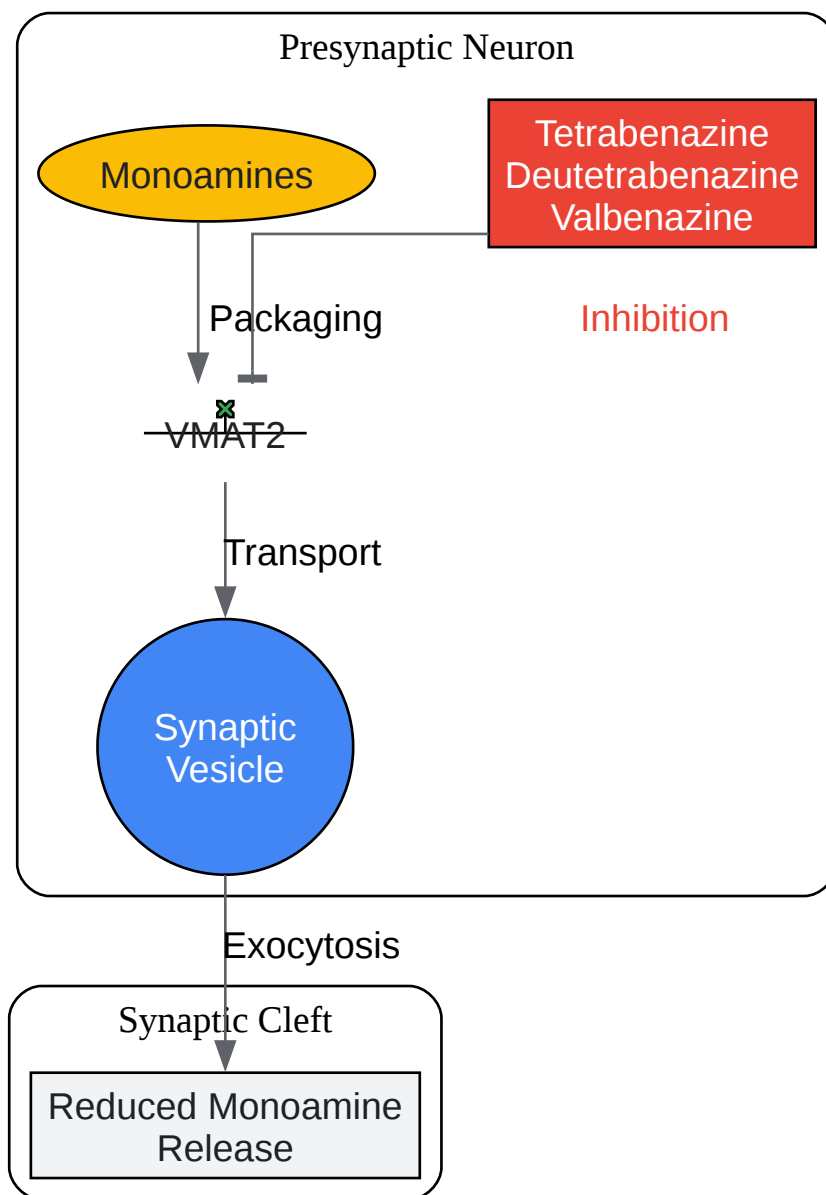 Presynaptic Neuron
Monoamines
Tetrabenazine
Deutetrabenazine
Valbenazine
Packaging
Inhibition
VMAT2
Transport
Synaptic
Vesicle
Exocytosis
Synaptic Cleft
Reduced Monoamine
Release